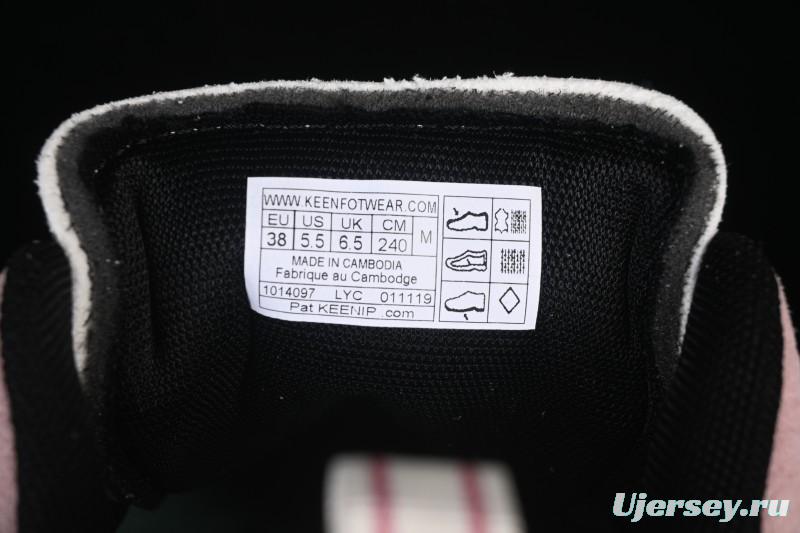 WWW.KEENFOTWEAR.COM
EU US UK CM M
38 5.5 6.5 240
MADE IN CAMBODIA
Fabrique au Cambodge
1014097 LYC 011119
Pat KEENIP .com
Ujersey.ru